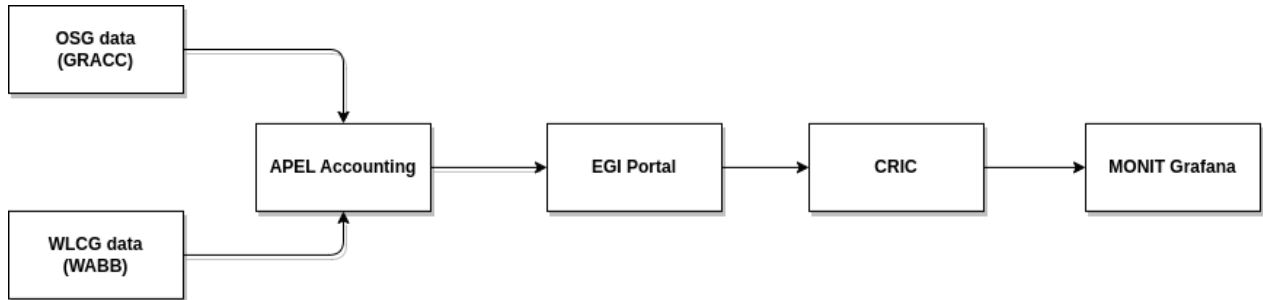 OSG data
(GRACC)
APEL Accounting
EGI Portal
CRIC
MONIT Grafana
WLCG data
(WABB)